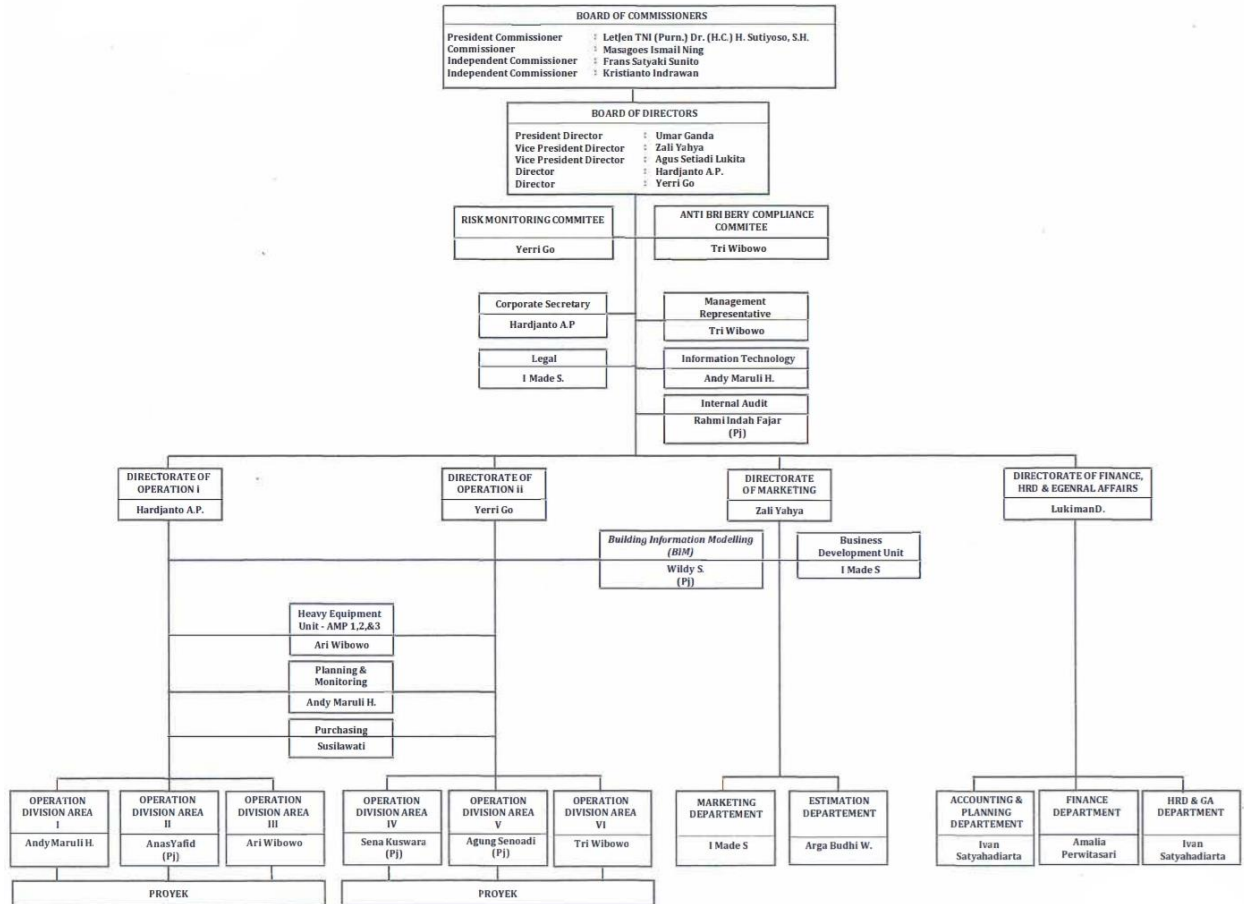 BOARD OF COMMISSIONERS
President Commissioner : LetJen TNI (Purn.) Dr. (H.C.) H. Sutiyoso, S.H.
Commissioner : Masagoes Ismail Ning
Independent Commissioner : Frans Satyaki Sunito
Independent Commissioner : Kristianto Indrawan
BOARD OF DIRECTORS
President Director : Umar Ganda
Vice President Director : Zali Yahya
Vice President Director : Agus Setiadi Lukita
Director : Hardjanto A.P.
Director : Yerri Go
RISK MONITORING COMMITEE
Yerri Go
ANTI BRIBERY COMPLIANCE
COMMITEE
Tri Wibowo
Corporate Secretary
Hardjanto A.P
Management
Representative
Tri Wibowo
Legal
I Made S.
Information Technology
Andy Maruli H.
Internal Audit
Rahmi Indah Fajar
(Pj)
DIRECTORATE OF
OPERATION i
Hardjanto A.P.
DIRECTORATE OF
OPERATION ii
Yerri Go
DIRECTORATE
OF MARKETING
Zali Yahya
DIRECTORATE OF FINANCE,
HRD & EGENRAL AFFAIRS
Lukiman D.
Building Information Modelling
(BIM)
Wildy S.
(Pj)
Business
Development Unit
I Made S
Heavy Equipment
Unit - AMP 1,2,&3
Ari Wibowo
Planning &
Monitoring
Andy Maruli H.
Purchasing
Susilawati
OPERATION
DIVISION AREA
I
Andy Maruli H.
OPERATION
DIVISION AREA
II
Anas Yafid
(Pj)
OPERATION
DIVISION AREA
III
Ari Wibowo
OPERATION
DIVISION AREA
IV
Sena Kuswara
(Pj)
OPERATION
DIVISION AREA
V
Agung Senoadi
(Pj)
OPERATION
DIVISION AREA
VI
Tri Wibowo
MARKETING
DEPARTEMENT
I Made S
ESTIMATION
DEPARTEMENT
Arga Budhi W.
ACCOUNTING &
PLANNING
DEPARTEMENT
Ivan
Satyahadiarta
FINANCE
DEPARTMENT
Amalia
Perwitasari
HRD & GA
DEPARTMENT
Ivan
Satyahadiarta
PROYEK
PROYEK